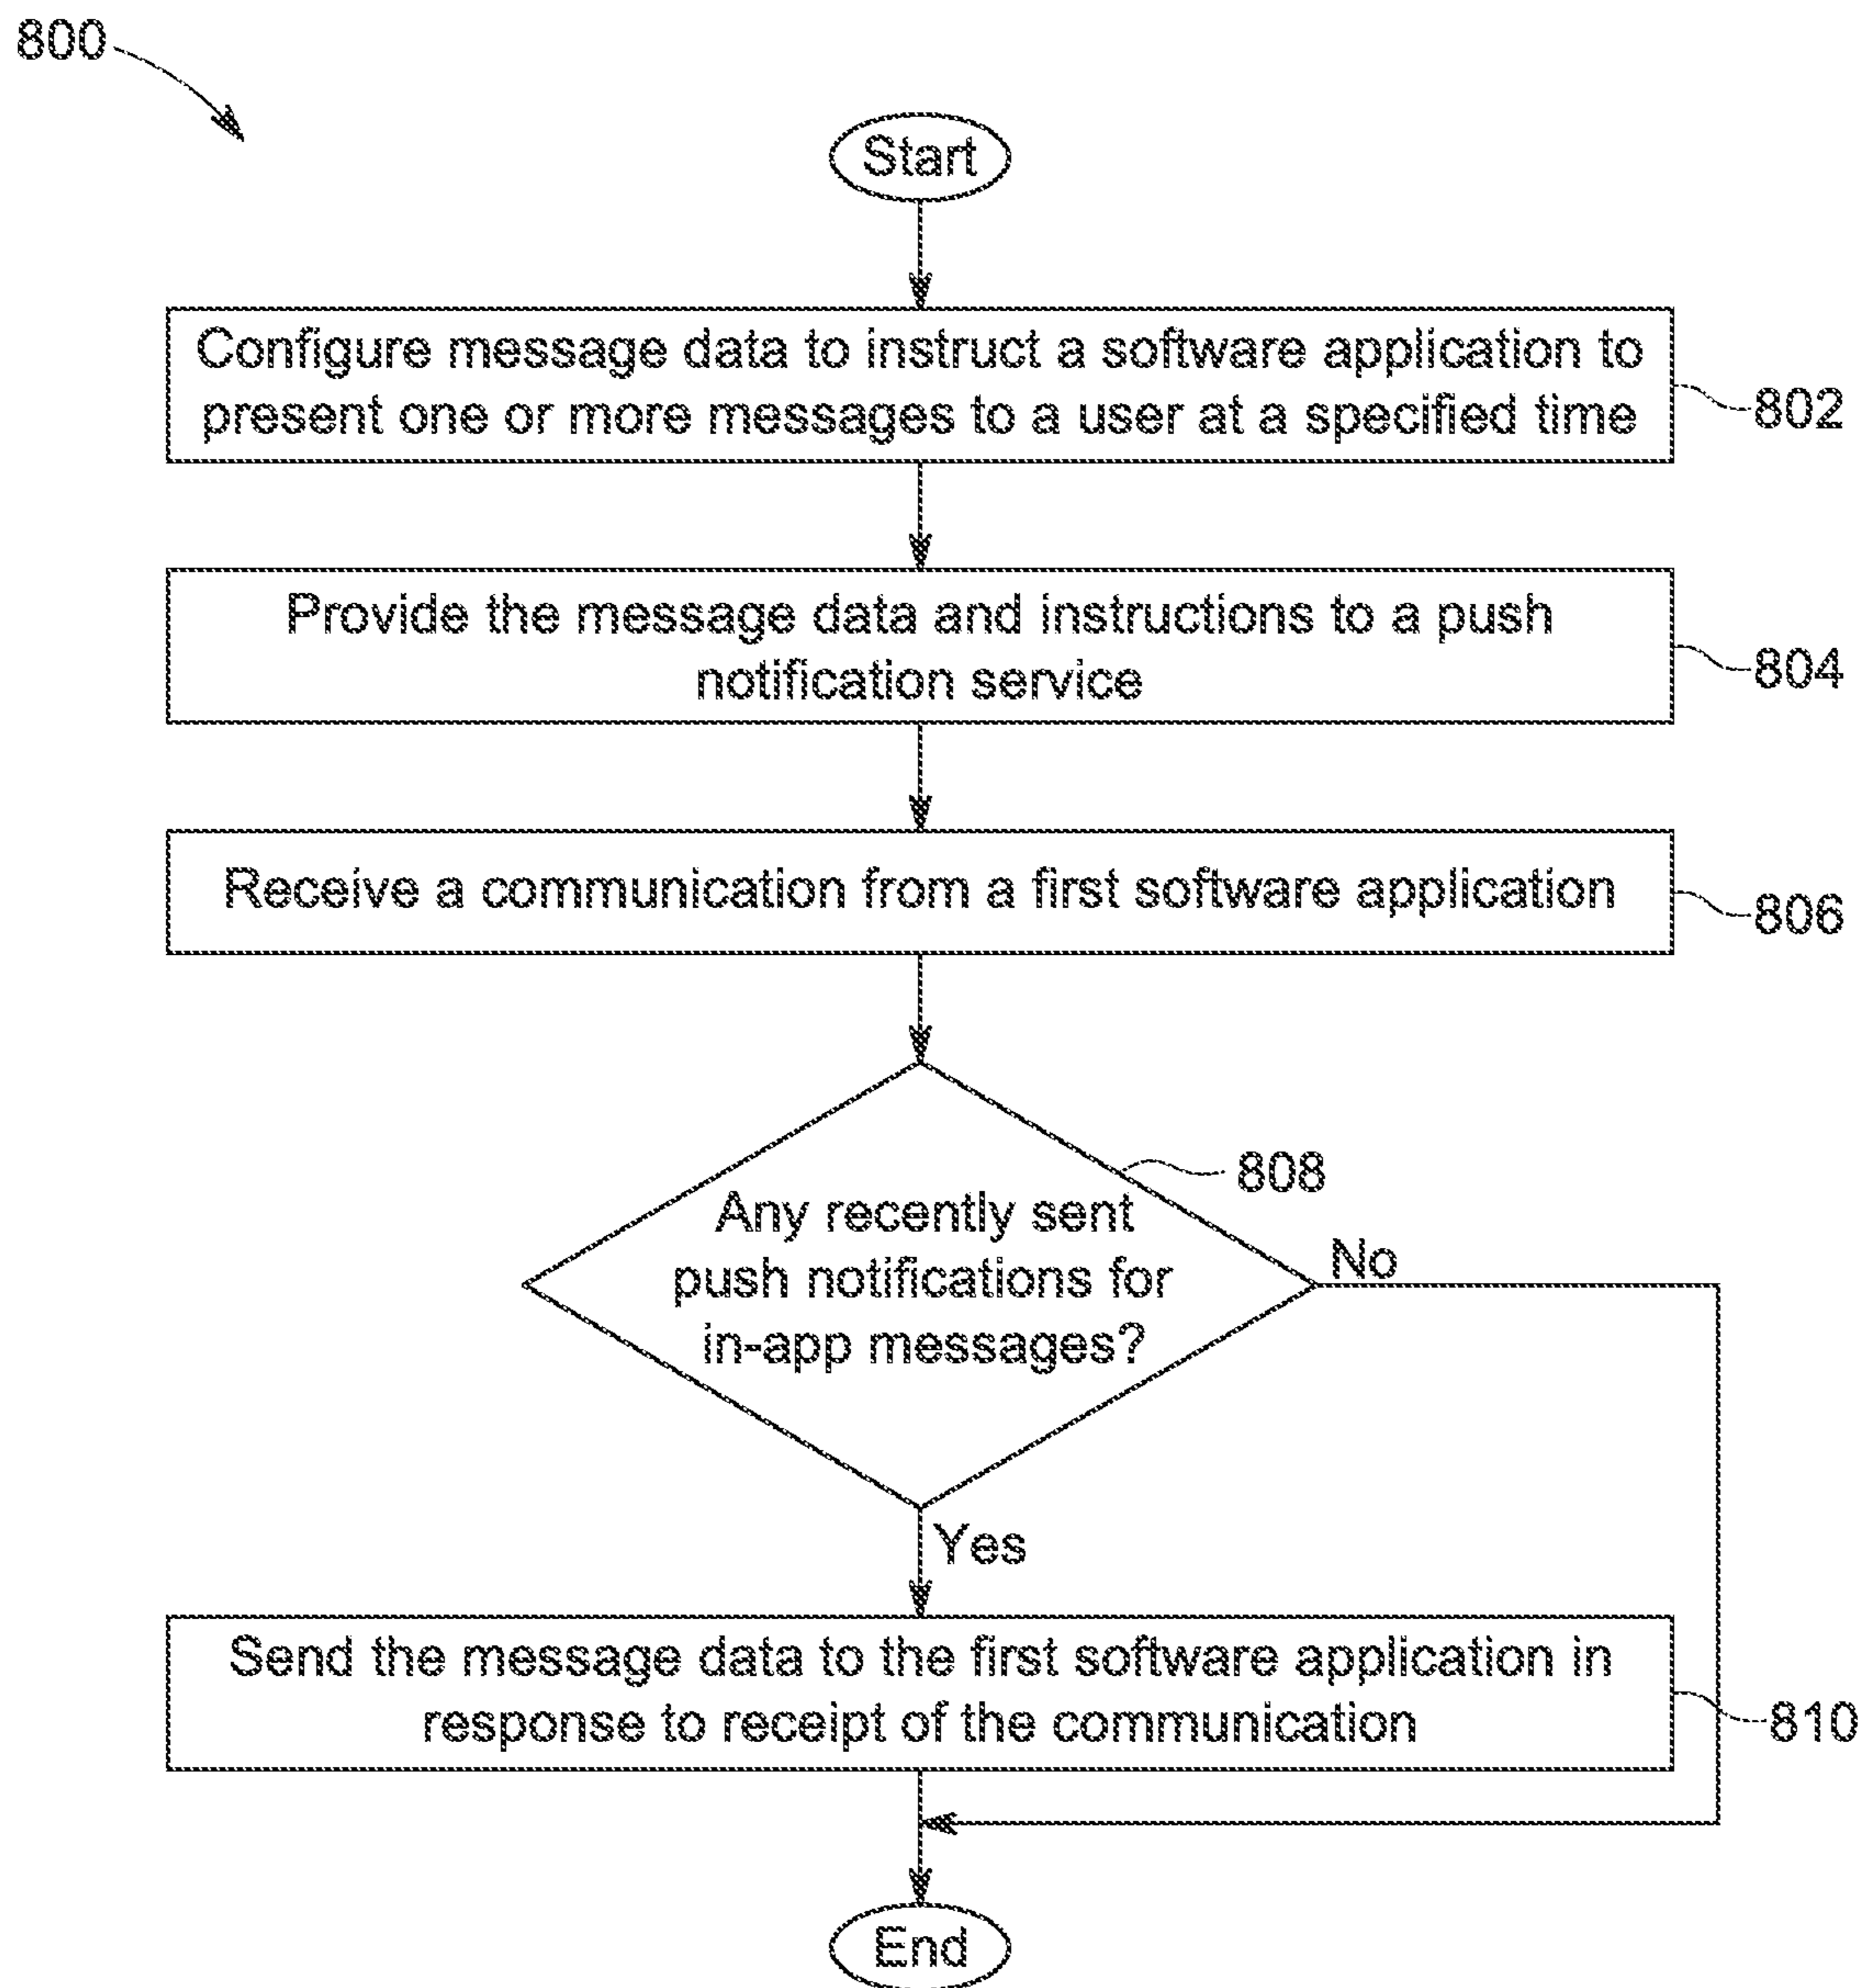 800
Start
Configure message data to instruct a software application to
present one or more messages to a user at a specified time
802
Provide the message data and instructions to a push
notification service
804
Receive a communication from a first software application
806
808
Any recently sent
push notifications for
in-app messages?
No
Yes
Send the message data to the first software application in
response to receipt of the communication
810
End